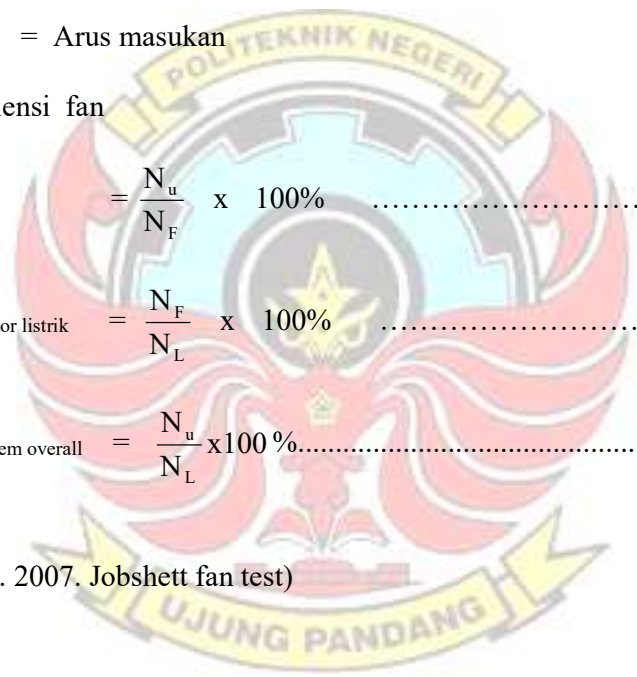 = Arus masukan
POLITEKNIK NEGERI
ensi fan
= N_u / N_F x 100% ……………………………
or listrik = N_F / N_L x 100% ……………………………
em overall = N_u / N_L x100 %..........................................
. 2007. Jobshett fan test)
UJUNG PANDANG